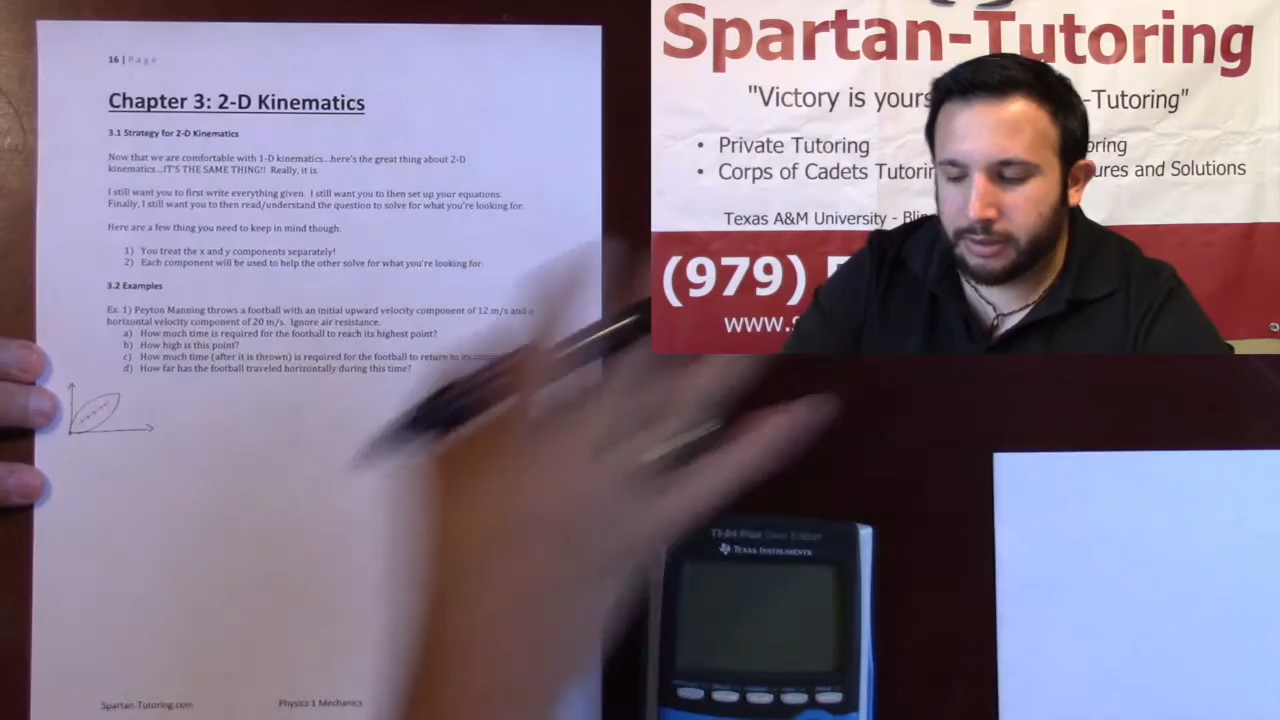 16 | Page
Chapter 3: 2-D Kinematics
3.1 Strategy for 2-D Kinematics
Now that we are comfortable with 1-D kinematics...here's the great thing about 2-D
kinematics...IT'S THE SAME THING!! Really, it is.
I still want you to first write everything given. I still want you to then set up your equations.
Finally, I still want you to then read/understand the question to solve for what you're looking for.
Here are a few thing you need to keep in mind though:
1) You treat the x and y components separately!
2) Each component will be used to help the other solve for what you're looking for.
3.2 Examples
Ex. 1) Peyton Manning throws a football with an initial upward velocity component of 12 m/s and a
horizontal velocity component of 20 m/s. Ignore air resistance.
a) How much time is required for the football to reach its highest point?
b) How high is this point?
c) How much time (after it is thrown) is required for the football to return to its
d) How far has the football traveled horizontally during this time?
Spartan-Tutoring.com Physics 1 Mechanics
Spartan-Tutoring
"Victory is yours -Tutoring"
• Private Tutoring
• Corps of Cadets Tutorin ures and Solutions
Texas A&M University - Blin
(979)
www.s
TI-84 Plus Silver Edition
TEXAS INSTRUMENTS